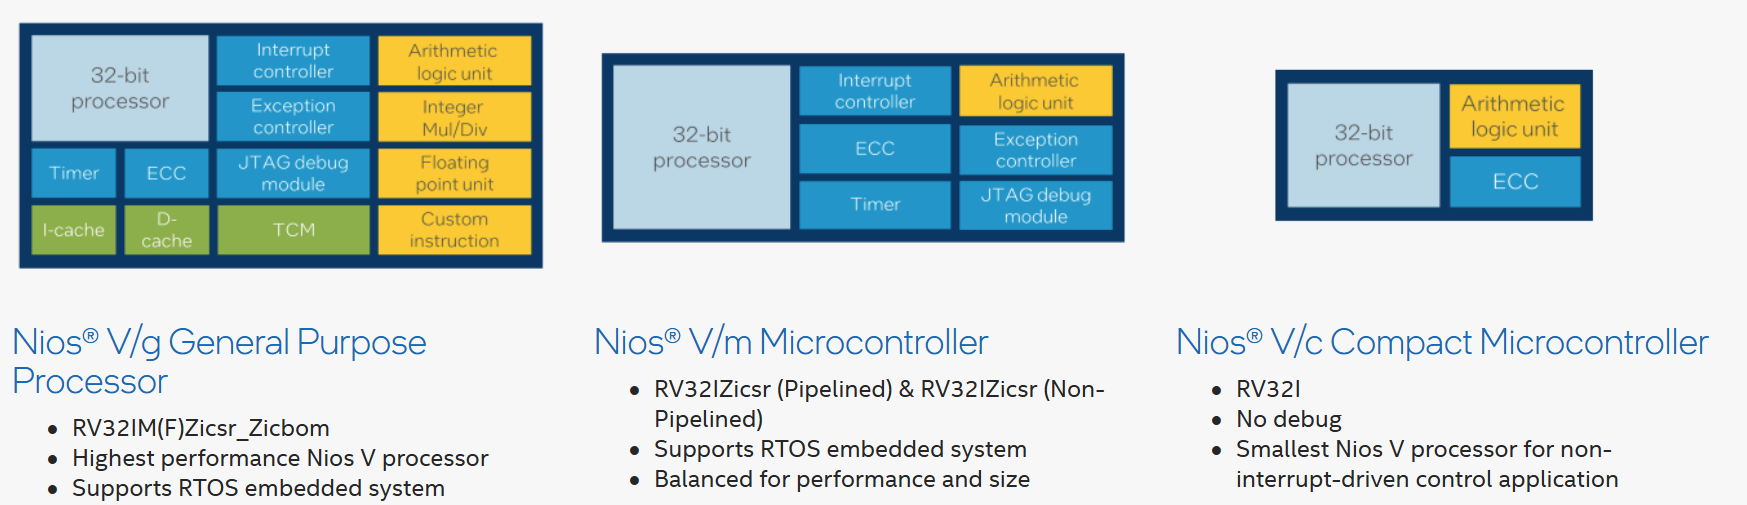 32-bit
processor
Interrupt
controller
Arithmetic
logic unit
Exception
controller
Integer
Mul/Div
Timer
ECC
JTAG debug
module
Floating
point unit
I-cache
D-
cache
TCM
Custom
instruction
Nios® V/g General Purpose
Processor
• RV32IM(F)Zicsr_Zicbom
• Highest performance Nios V processor
• Supports RTOS embedded system
32-bit
processor
Interrupt
controller
Arithmetic
logic unit
ECC
Exception
controller
Timer
JTAG debug
module
Nios® V/m Microcontroller
• RV32IZicsr (Pipelined) & RV32IZicsr (Non-
Pipelined)
• Supports RTOS embedded system
• Balanced for performance and size
32-bit
processor
Arithmetic
logic unit
ECC
Nios® V/c Compact Microcontroller
• RV32I
• No debug
• Smallest Nios V processor for non-
interrupt-driven control application